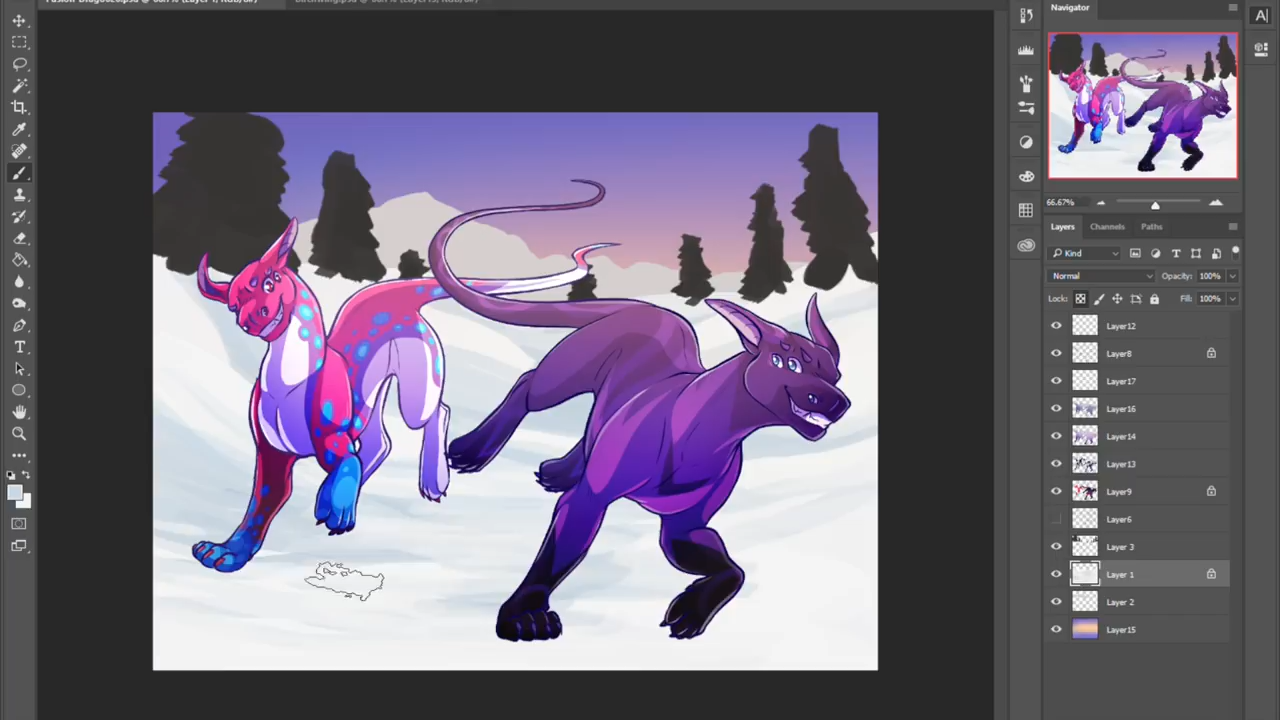 Navigator
66.67%
Layers Channels Paths
Kind
Normal Opacity: 100%
Lock: Fill: 100%
Layer12
Layer8
Layer17
Layer16
Layer14
Layer13
Layer9
Layer6
Layer 3
Layer 1
Layer 2
Layer15